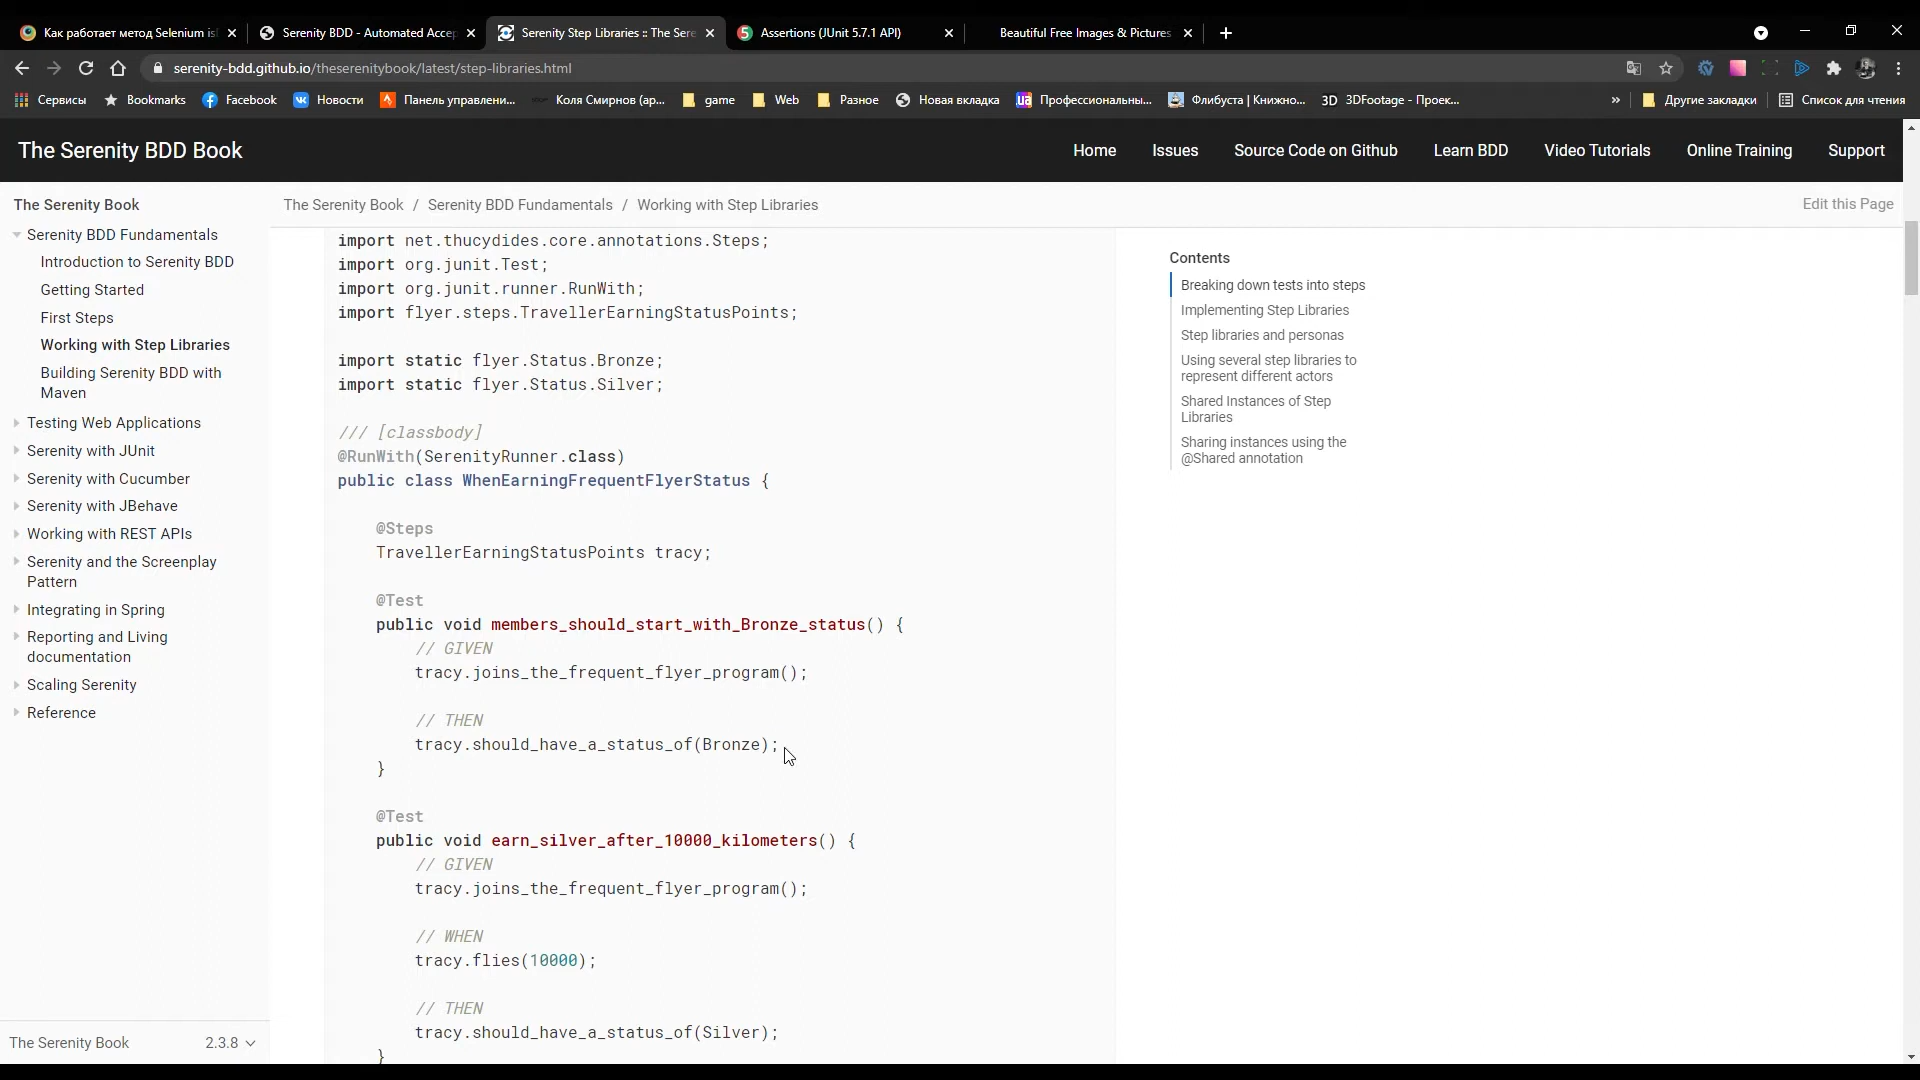 Как работает метод Selenium isI
Serenity BDD - Automated Accep
Serenity Step Libraries :: The Sere
Assertions (JUnit 5.7.1 API)
Beautiful Free Images & Pictures
serenity-bdd.github.io/theserenitybook/latest/step-libraries.html
Сервисы
Bookmarks
Facebook
Новости
Панель управлени...
Коля Смирнов (ар...
game
Web
Разное
Новая вкладка
Профессиональны...
Флибуста | Книжно...
3DFootage - Проек...
»
Другие закладки
Список для чтения
The Serenity BDD Book
Home
Issues
Source Code on Github
Learn BDD
Video Tutorials
Online Training
Support
The Serenity Book
Serenity BDD Fundamentals
Introduction to Serenity BDD
Getting Started
First Steps
Working with Step Libraries
Building Serenity BDD with
Maven
Testing Web Applications
Serenity with JUnit
Serenity with Cucumber
Serenity with JBehave
Working with REST APIs
Serenity and the Screenplay
Pattern
Integrating in Spring
Reporting and Living
documentation
Scaling Serenity
Reference
The Serenity Book
2.3.8
The Serenity Book / Serenity BDD Fundamentals / Working with Step Libraries
Edit this Page
import net.thucydides.core.annotations.Steps;
import org.junit.Test;
import org.junit.runner.RunWith;
import flyer.steps.TravellerEarningStatusPoints;
import static flyer.Status.Bronze;
import static flyer.Status.Silver;
/// [classbody]
@RunWith(SerenityRunner.class)
public class WhenEarningFrequentFlyerStatus {
@Steps
TravellerEarningStatusPoints tracy;
@Test
public void members_should_start_with_Bronze_status() {
// GIVEN
tracy.joins_the_frequent_flyer_program();
// THEN
tracy.should_have_a_status_of(Bronze);
}
@Test
public void earn_silver_after_10000_kilometers() {
// GIVEN
tracy.joins_the_frequent_flyer_program();
// WHEN
tracy.flies(10000);
// THEN
tracy.should_have_a_status_of(Silver);
}
Contents
Breaking down tests into steps
Implementing Step Libraries
Step libraries and personas
Using several step libraries to
represent different actors
Shared Instances of Step
Libraries
Sharing instances using the
@Shared annotation